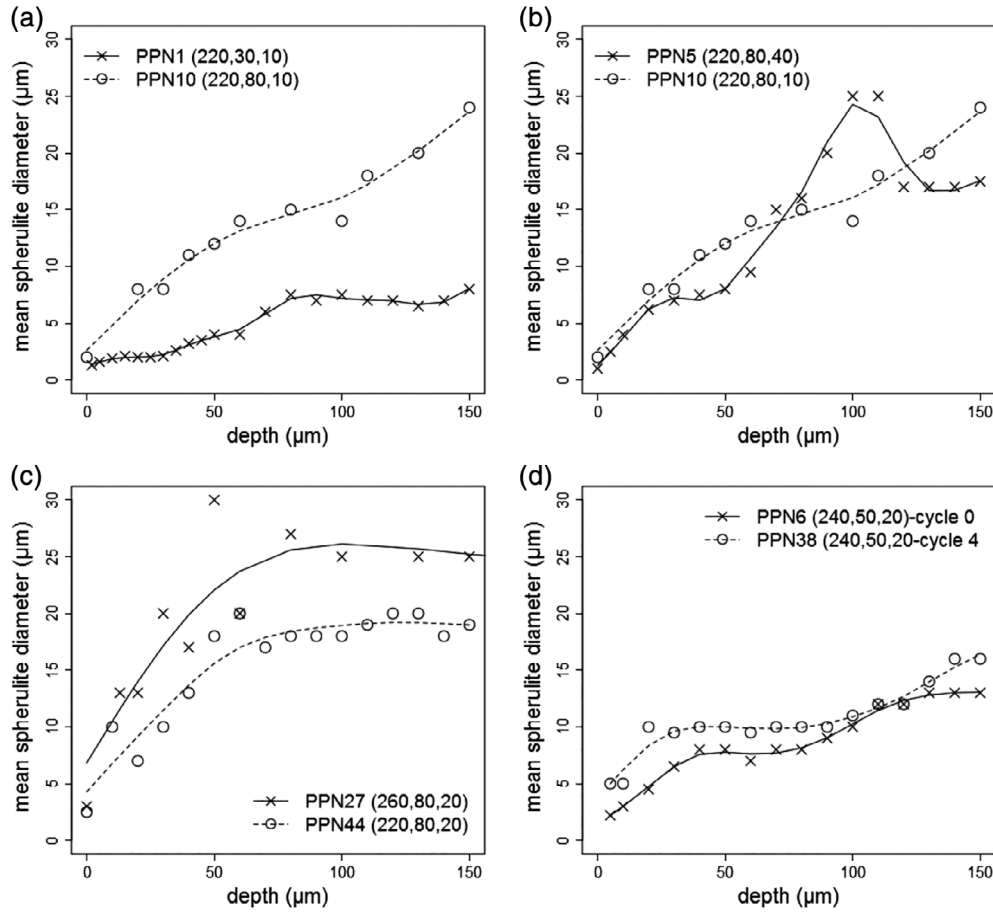 (a)
PPN1 (220,30,10)
PPN10 (220,80,10)
mean spherulite diameter (µm)
0 5 10 15 20 25 30
0 50 100 150
depth (µm)
(b)
PPN5 (220,80,40)
PPN10 (220,80,10)
mean spherulite diameter (µm)
0 5 10 15 20 25 30
0 50 100 150
depth (µm)
(c)
PPN27 (260,80,20)
PPN44 (220,80,20)
mean spherulite diameter (µm)
0 5 10 15 20 25 30
0 50 100 150
depth (µm)
(d)
PPN6 (240,50,20)-cycle 0
PPN38 (240,50,20-cycle 4
mean spherulite diameter (µm)
0 5 10 15 20 25 30
0 50 100 150
depth (µm)